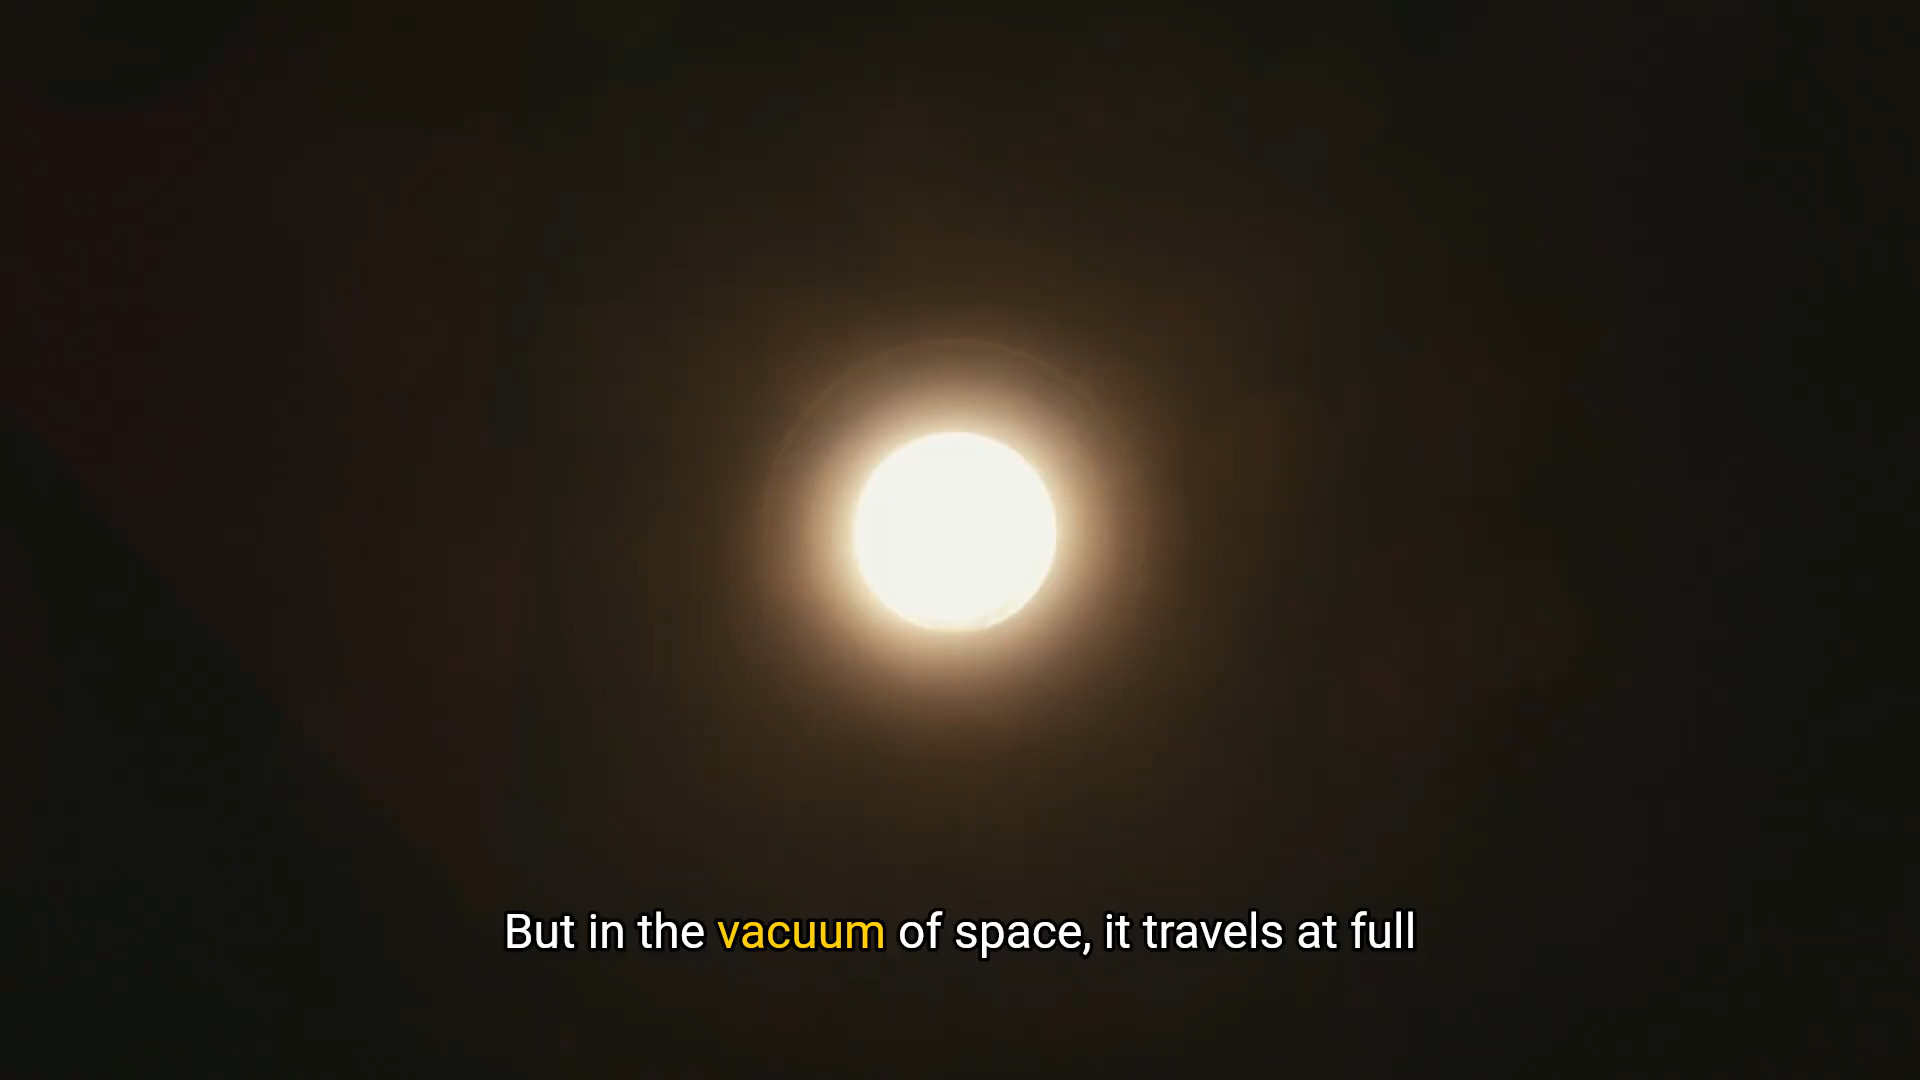 But in the vacuum of space, it travels at full